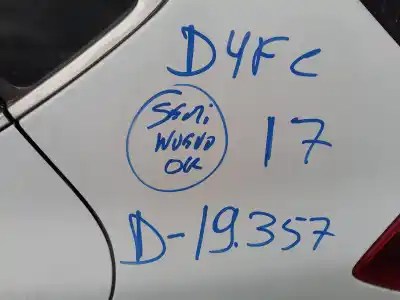 D4FC
SEMi
NUEVO
OK
17
D-19.357